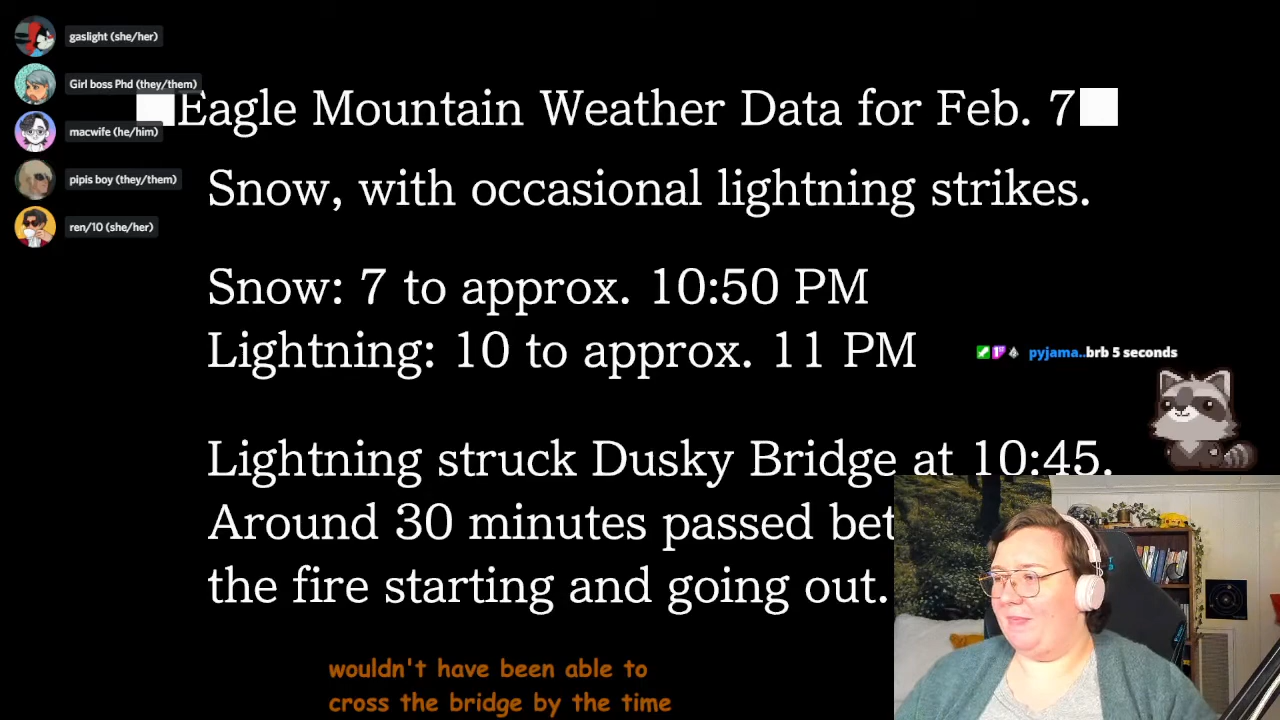 gaslight (she/her)
Girl boss Phd (they/them)
macwife (he/him)
pipis boy (they/them)
ren/10 (she/her)
Eagle Mountain Weather Data for Feb. 7
Snow, with occasional lightning strikes.
Snow: 7 to approx. 10:50 PM
Lightning: 10 to approx. 11 PM
pyjama..brb 5 seconds
Lightning struck Dusky Bridge at 10:45.
Around 30 minutes passed bet
the fire starting and going out.
wouldn't have been able to
cross the bridge by the time